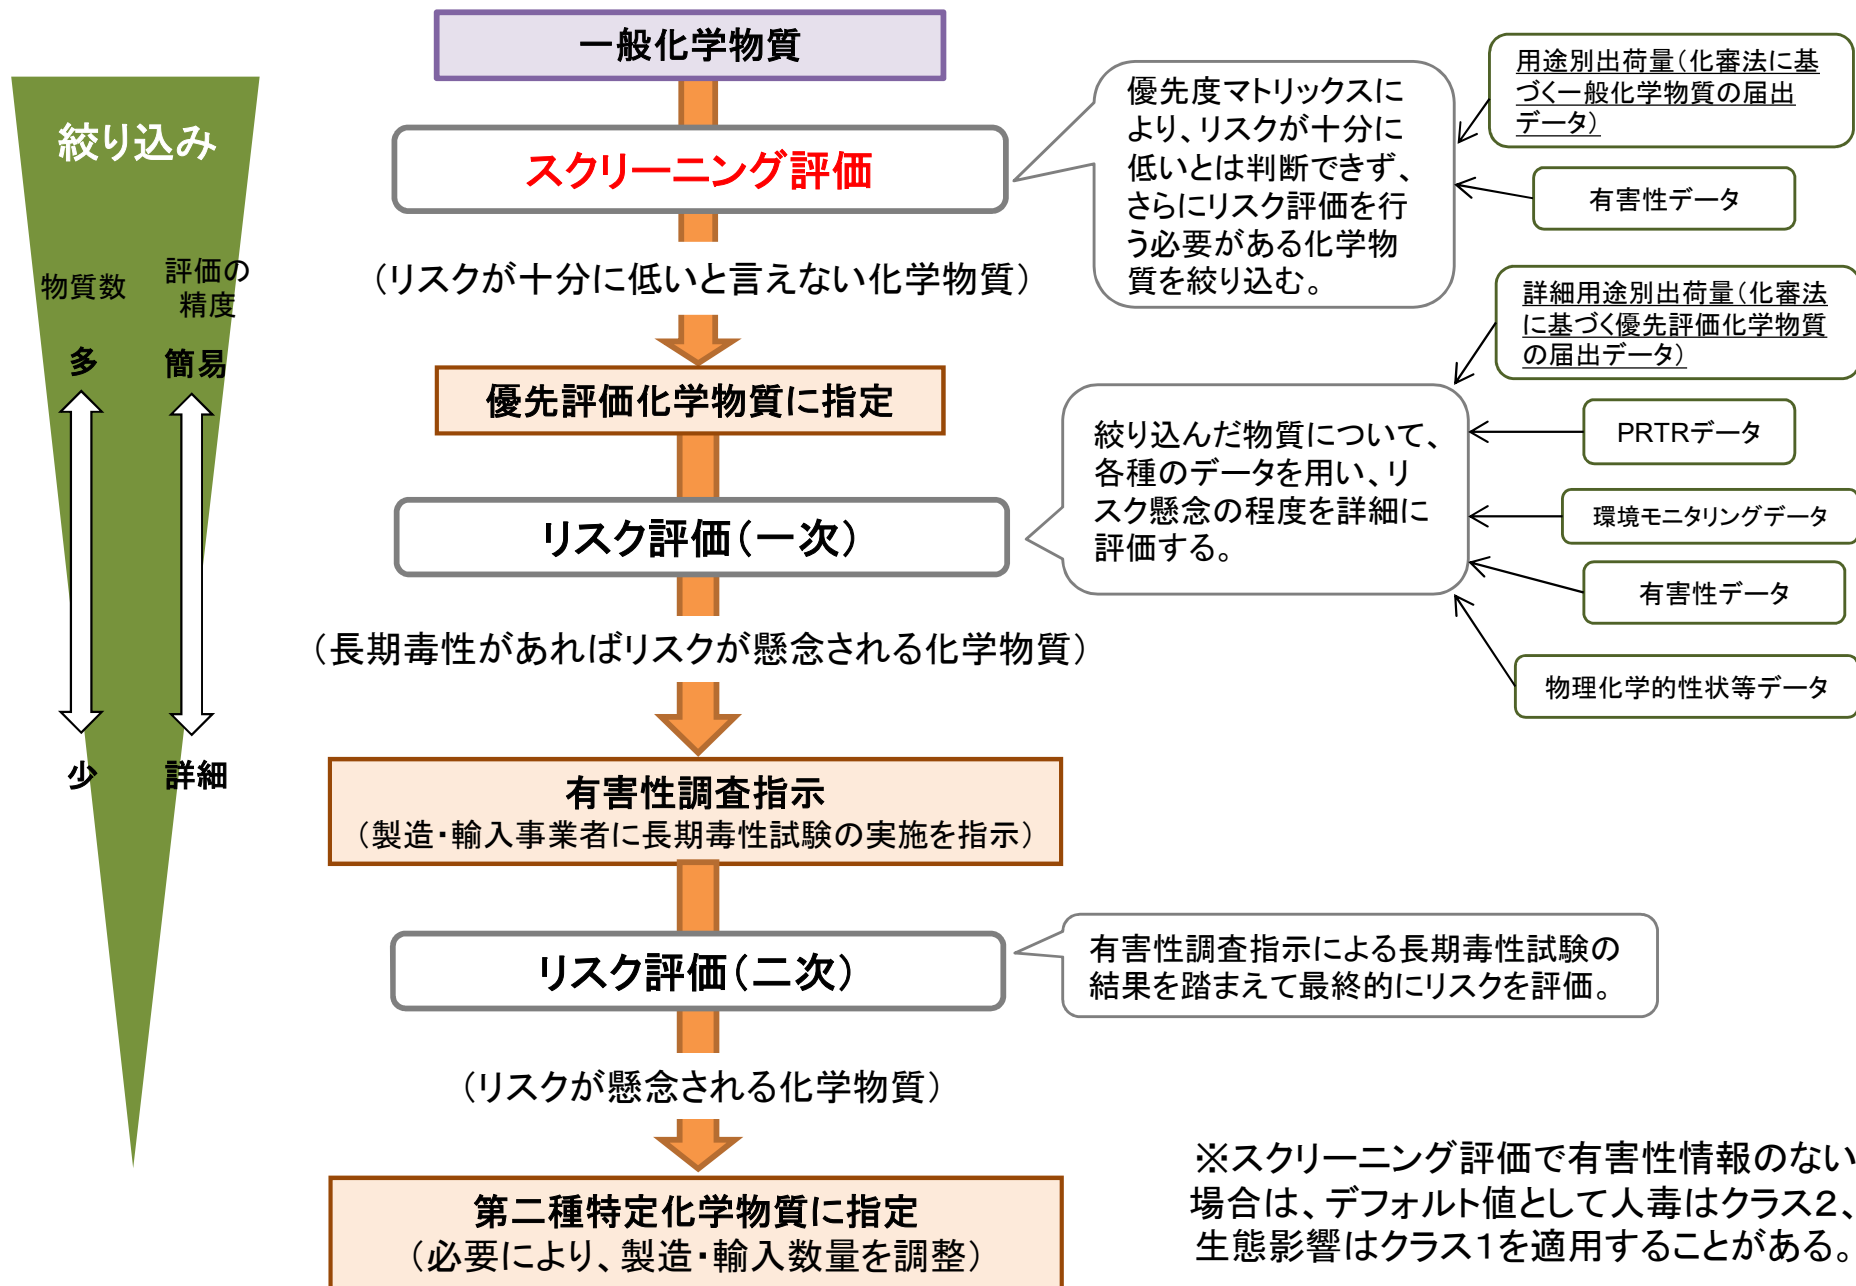 一般化学物質
絞り込み
スクリーニング評価
優先度マトリックスに
より、リスクが十分に
低いとは判断できず、
さらにリスク評価を行
う必要がある化学物
質を絞り込む。
用途別出荷量(化審法に基
づく一般化学物質の届出
データ)
有害性データ
(リスクが十分に低いと言えない化学物質)
物質数
評価の
精度
多
簡易
優先評価化学物質に指定
詳細用途別出荷量(化審法
に基づく優先評価化学物質
の届出データ)
絞り込んだ物質について、
各種のデータを用い、リ
スク懸念の程度を詳細に
評価する。
PRTRデータ
環境モニタリングデータ
有害性データ
物理化学的性状等データ
リスク評価(一次)
(長期毒性があればリスクが懸念される化学物質)
少
詳細
有害性調査指示
(製造・輸入事業者に長期毒性試験の実施を指示)
リスク評価(二次)
有害性調査指示による長期毒性試験の
結果を踏まえて最終的にリスクを評価。
(リスクが懸念される化学物質)
第二種特定化学物質に指定
(必要により、製造・輸入数量を調整)
※スクリーニング評価で有害性情報のない
場合は、デフォルト値として人毒はクラス2、
生態影響はクラス1を適用することがある。